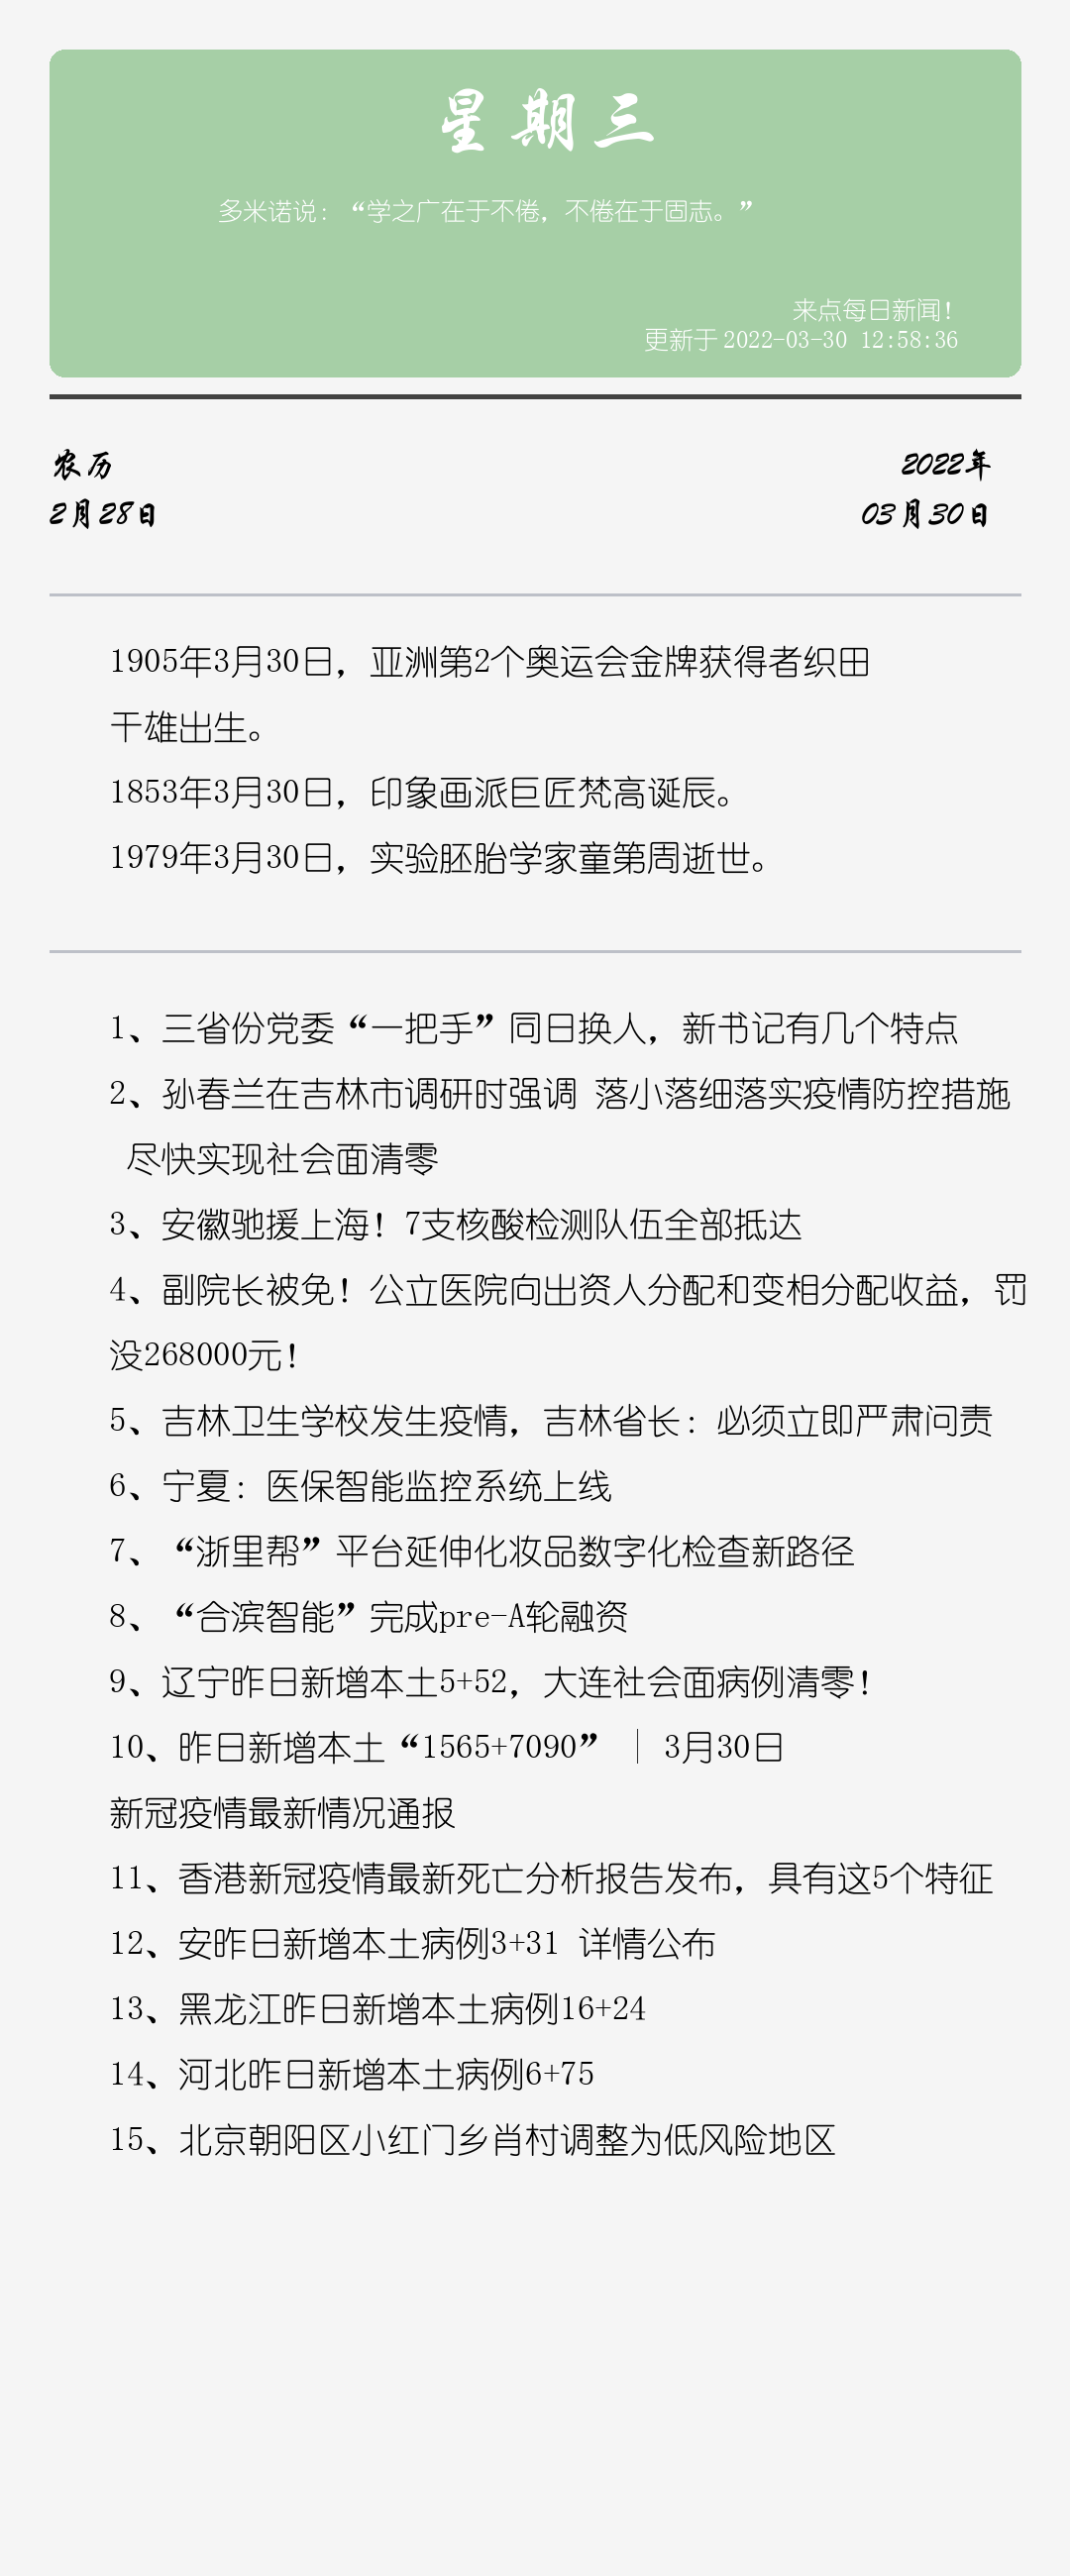 星期三
多米诺说：“学之广在于不倦，不倦在于固志。”
来点每日新闻！
更新于 2022-03-30 12:58:36
农历
2022年
2月28日
03月30日
1905年3月30日，亚洲第2个奥运会金牌获得者织田
干雄出生。
1853年3月30日，印象画派巨匠梵高诞辰。
1979年3月30日，实验胚胎学家童第周逝世。
1、三省份党委“一把手”同日换人，新书记有几个特点
2、孙春兰在吉林市调研时强调 落小落细落实疫情防控措施
尽快实现社会面清零
3、安徽驰援上海！7支核酸检测队伍全部抵达
4、副院长被免！公立医院向出资人分配和变相分配收益，罚
没268000元！
5、吉林卫生学校发生疫情，吉林省长：必须立即严肃问责
6、宁夏：医保智能监控系统上线
7、“浙里帮”平台延伸化妆品数字化检查新路径
8、“合滨智能”完成pre-A轮融资
9、辽宁昨日新增本土5+52，大连社会面病例清零！
10、昨日新增本土“1565+7090” ｜ 3月30日
新冠疫情最新情况通报
11、香港新冠疫情最新死亡分析报告发布，具有这5个特征
12、安昨日新增本土病例3+31 详情公布
13、黑龙江昨日新增本土病例16+24
14、河北昨日新增本土病例6+75
15、北京朝阳区小红门乡肖村调整为低风险地区